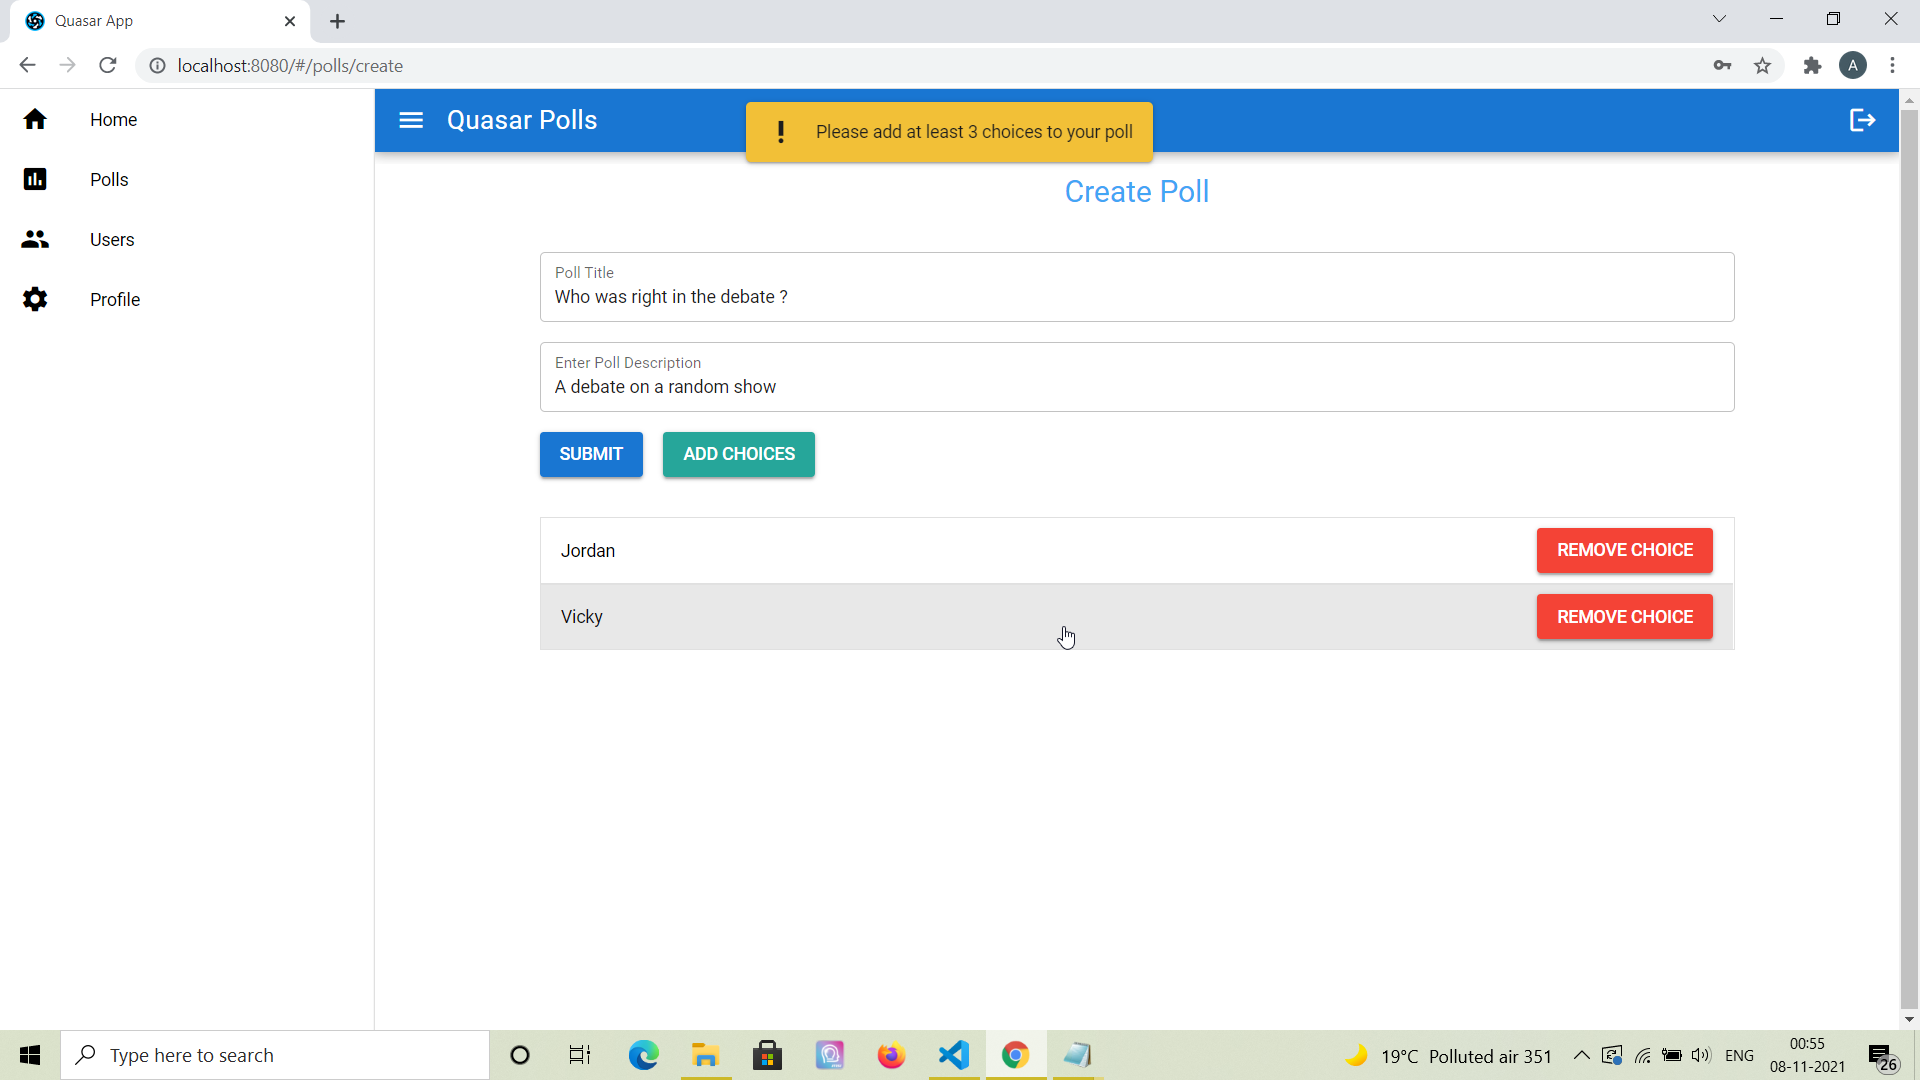 Quasar App
localhost:8080/#/polls/create
A
Home
Polls
Users
Profile
Quasar Polls
Please add at least 3 choices to your poll
Create Poll
Poll Title
Who was right in the debate ?
Enter Poll Description
A debate on a random show
SUBMIT
ADD CHOICES
Jordan
REMOVE CHOICE
Vicky
REMOVE CHOICE
Type here to search
19°C Polluted air 351
ENG
00:55
08-11-2021
26